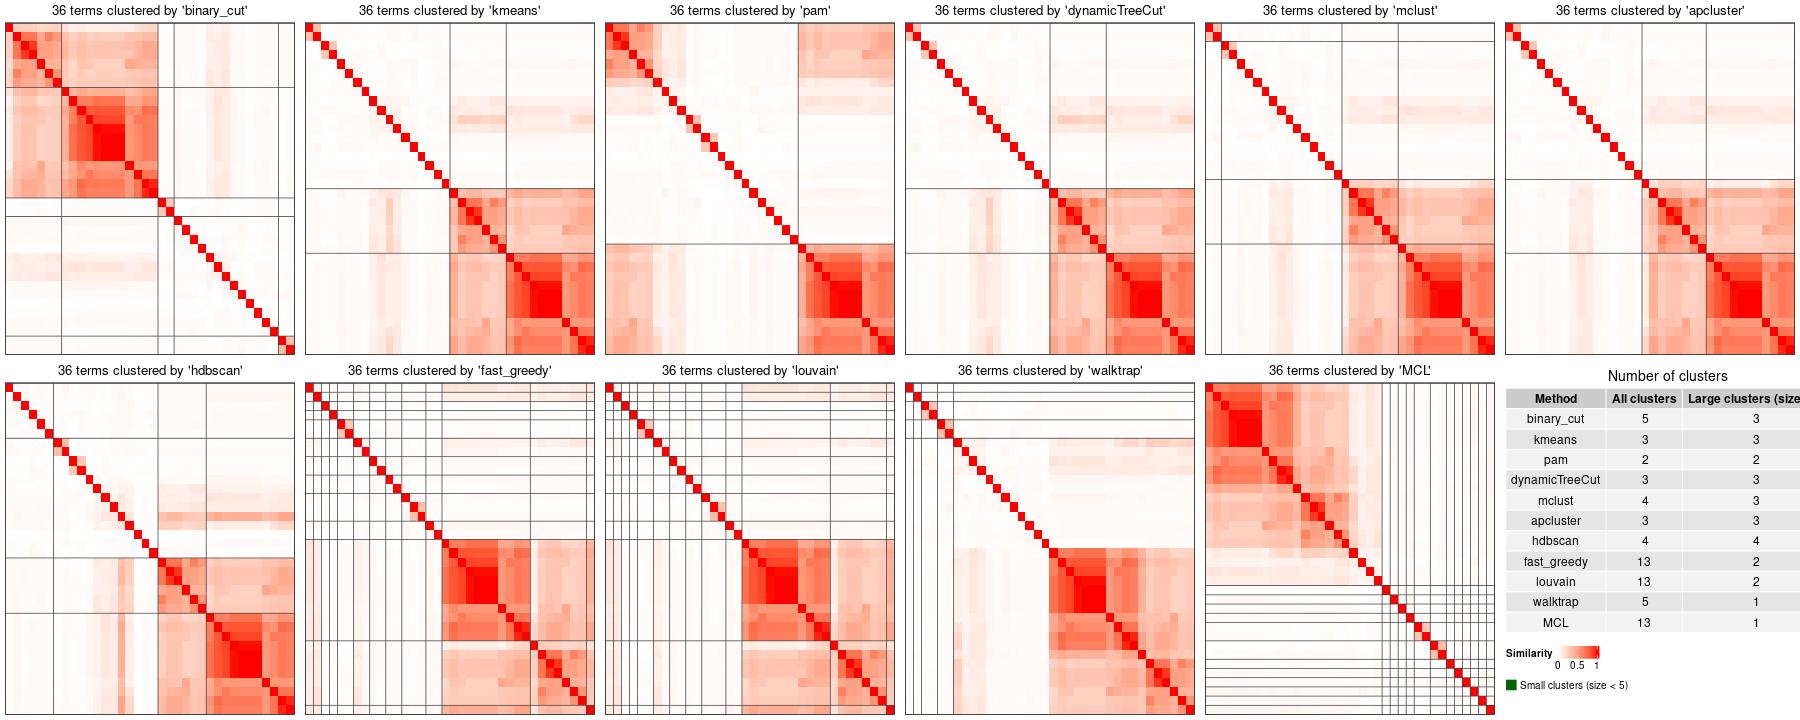 36 terms clustered by 'binary_cut'
36 terms clustered by 'kmeans'
36 terms clustered by 'pam'
36 terms clustered by 'dynamicTreeCut'
36 terms clustered by 'mclust'
36 terms clustered by 'apcluster'
36 terms clustered by 'hdbscan'
36 terms clustered by 'fast_greedy'
36 terms clustered by 'louvain'
36 terms clustered by 'walktrap'
36 terms clustered by 'MCL'
Number of clusters
Method All clusters Large clusters (size
binary_cut 5 3
kmeans 3 3
pam 2 2
dynamicTreeCut 3 3
mclust 4 3
apcluster 3 3
hdbscan 4 4
fast_greedy 13 2
louvain 13 2
walktrap 5 1
MCL 13 1
Similarity
0 0.5 1
Small clusters (size < 5)